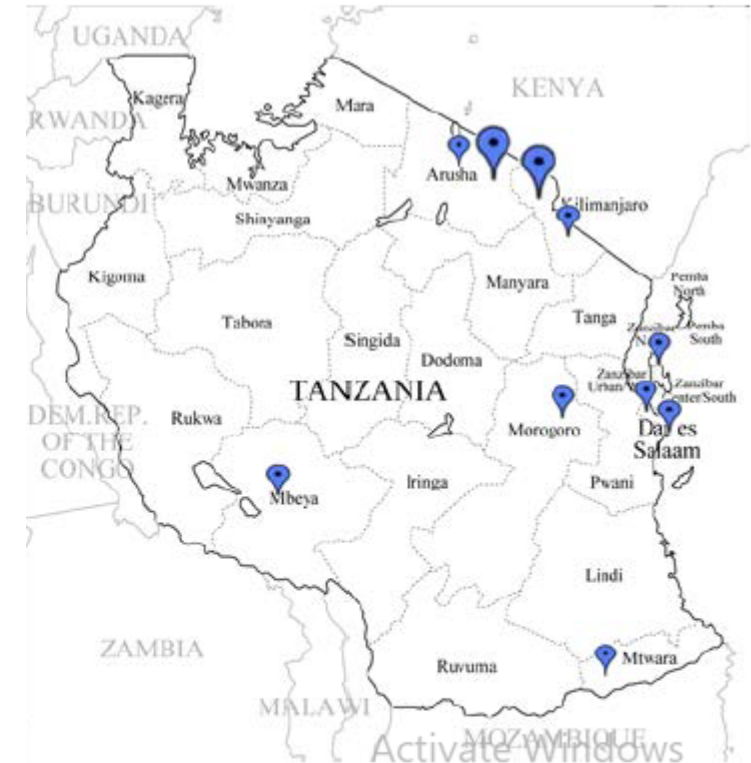 UGANDA
KENYA
Kagera
Mara
RWANDA
Arusha
Mwanza
BURUNDI
Kilimanjaro
Shinyanga
Kigoma
Manyara
Pemba
North
Tabora
Tanga
Singida
Pemba
South
Dodoma
Zanzibar
Urban
Zanzibar
Center/South
TANZANIA
DEM.REP.
OF THE
CONGO
Rukwa
Morogoro
Dar es
Salaam
Mbeya
Iringa
Pwani
Lindi
ZAMBIA
Ruvuma
Mtwara
MALAWI
MOZAMBIQUE
Activate Windows